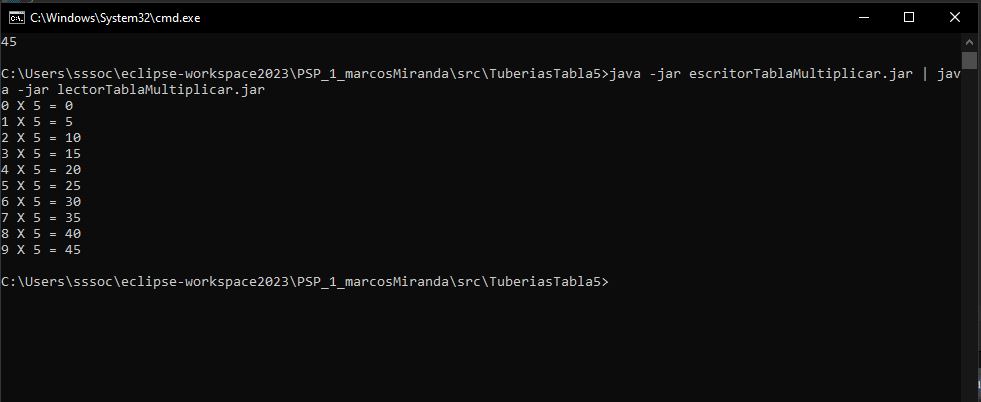 C:\Windows\System32\cmd.exe
45
C:\Users\sssoc\eclipse-workspace2023\PSP_1_marcosMiranda\src\TuberiasTabla5>java -jar escritorTablaMultiplicar.jar | jav
a -jar lectorTablaMultiplicar.jar
0 X 5 = 0
1 X 5 = 5
2 X 5 = 10
3 X 5 = 15
4 X 5 = 20
5 X 5 = 25
6 X 5 = 30
7 X 5 = 35
8 X 5 = 40
9 X 5 = 45
C:\Users\sssoc\eclipse-workspace2023\PSP_1_marcosMiranda\src\TuberiasTabla5>